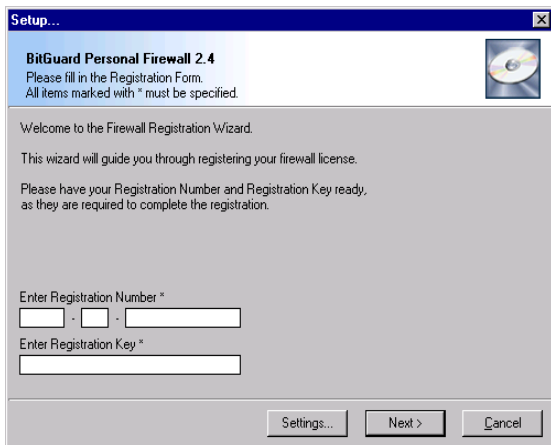 Setup...
BitGuard Personal Firewall 2.4
Please fill in the Registration Form.
All items marked with * must be specified.
Welcome to the Firewall Registration Wizard.
This wizard will guide you through registering your firewall license.
Please have your Registration Number and Registration Key ready,
as they are required to complete the registration.
Enter Registration Number *
- -
Enter Registration Key *
Settings... Next > Cancel